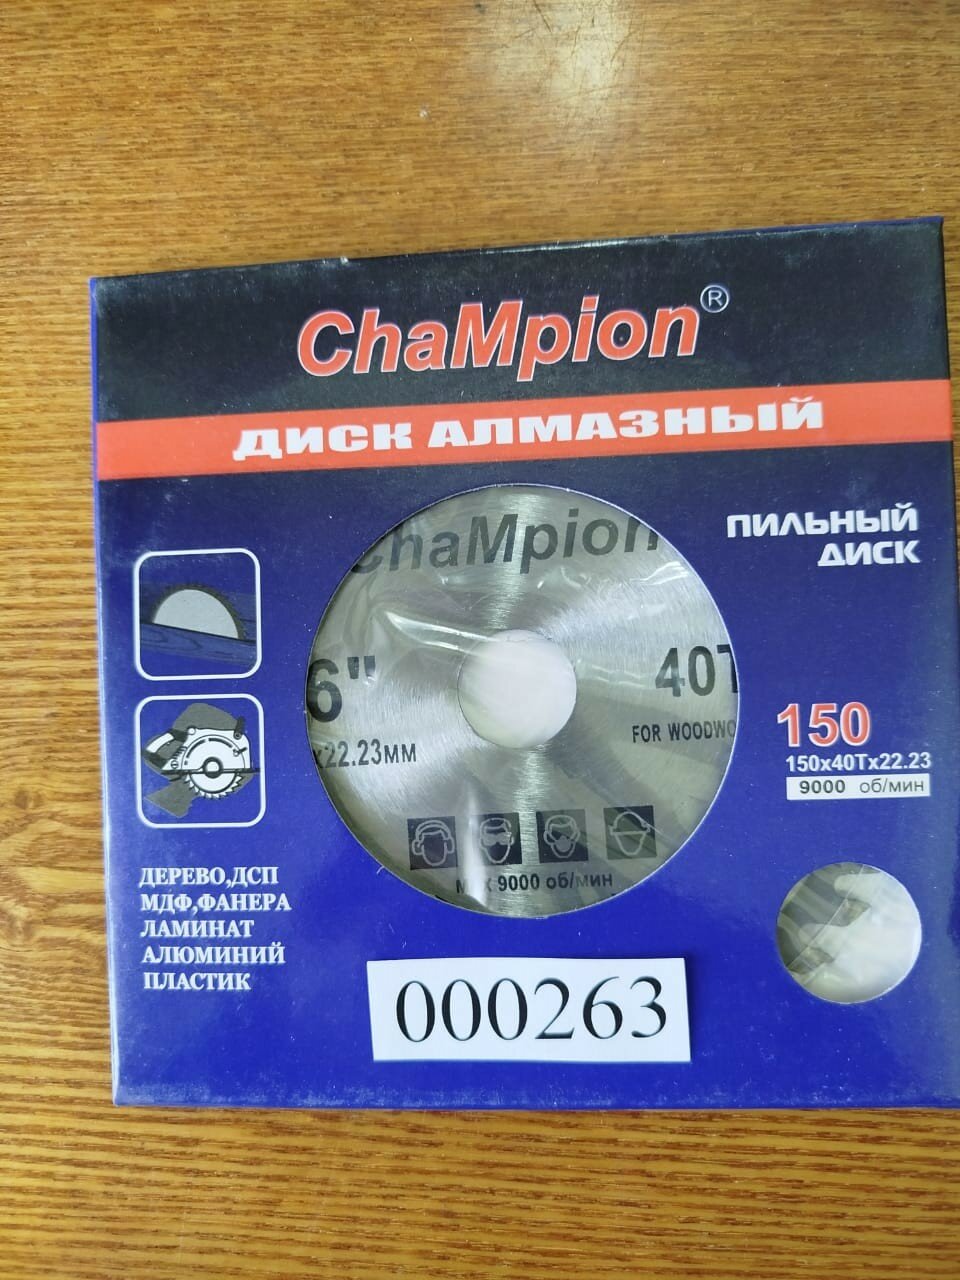 ChaMpion®
ДИСК АЛМАЗНЫЙ
ПИЛЬНЫЙ
ДИСК
ChaMpion
6"
40T
x22.23мм
FOR WOODWO
150
150x40Tx22.23
9000 об/мин
9000 об/мин
ДЕРЕВО,ДСП
МДФ,ФАНЕРА
ЛАМИНАТ
АЛЮМИНИЙ
ПЛАСТИК
000263